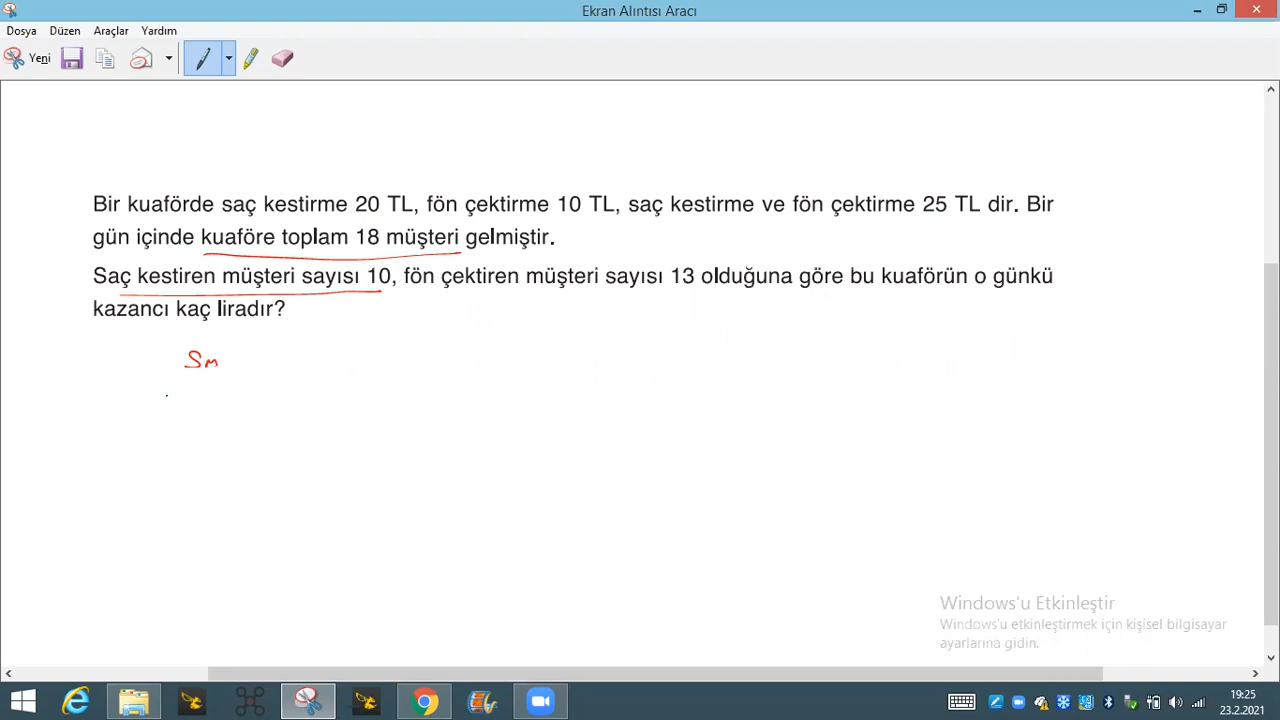 Ekran Alıntısı Aracı
Dosya Düzen Araçlar Yardım
Yeni
Bir kuaförde saç kestirme 20 TL, fön çektirme 10 TL, saç kestirme ve fön çektirme 25 TL dir. Bir
gün içinde kuaföre toplam 18 müşteri gelmiştir.
Saç kestiren müşteri sayısı 10, fön çektiren müşteri sayısı 13 olduğuna göre bu kuaförün o günkü
kazancı kaç liradır?
Windows'u Etkinleştir
Windows'u etkinleştirmek için kişisel bilgisayar
ayarlarına gidin.
19:25
23.2.2021